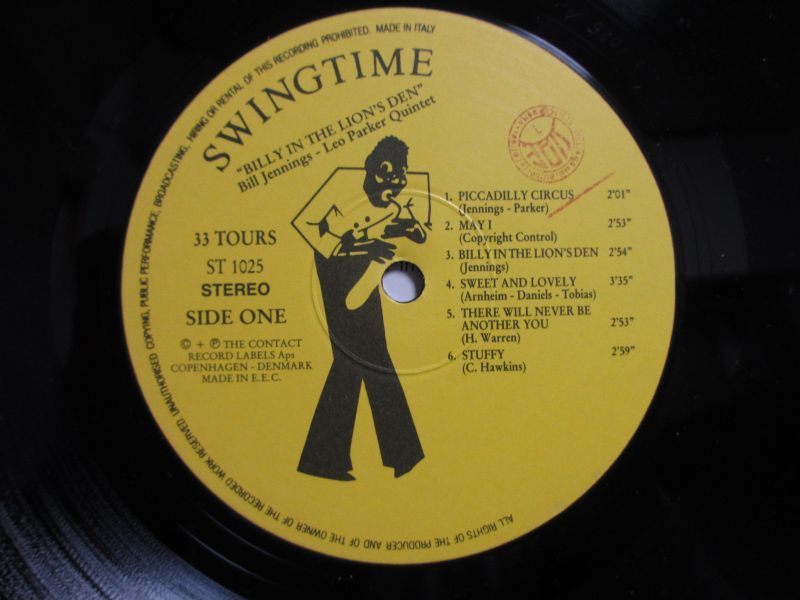 ALL RIGHTS OF THE PRODUCER AND OF THE OWNER OF THE RECORDED WORK RESERVED UNAUTHORISED COPYING, PUBLIC PERFORMANCE, BROADCASTING, HIRING OR RENTAL OF THIS RECORDING PROHIBITED. MADE IN ITALY
SWINGTIME
"BILLY IN THE LION'S DEN"
Bill Jennings - Leo Parker Quintet
33 TOURS
ST 1025
STEREO
SIDE ONE
© + ℗ THE CONTACT
RECORD LABELS Aps
COPENHAGEN - DENMARK
MADE IN E.E.C.
1. PICCADILLY CIRCUS 2'01"
(Jennings - Parker)
2. MAY I 2'53"
(Copyright Control)
3. BILLY IN THE LION'S DEN 2'54"
(Jennings)
4. SWEET AND LOVELY 3'35"
(Arnheim - Daniels - Tobias)
5. THERE WILL NEVER BE
ANOTHER YOU 2'53"
(H. Warren)
6. STUFFY 2'59"
(C. Hawkins)